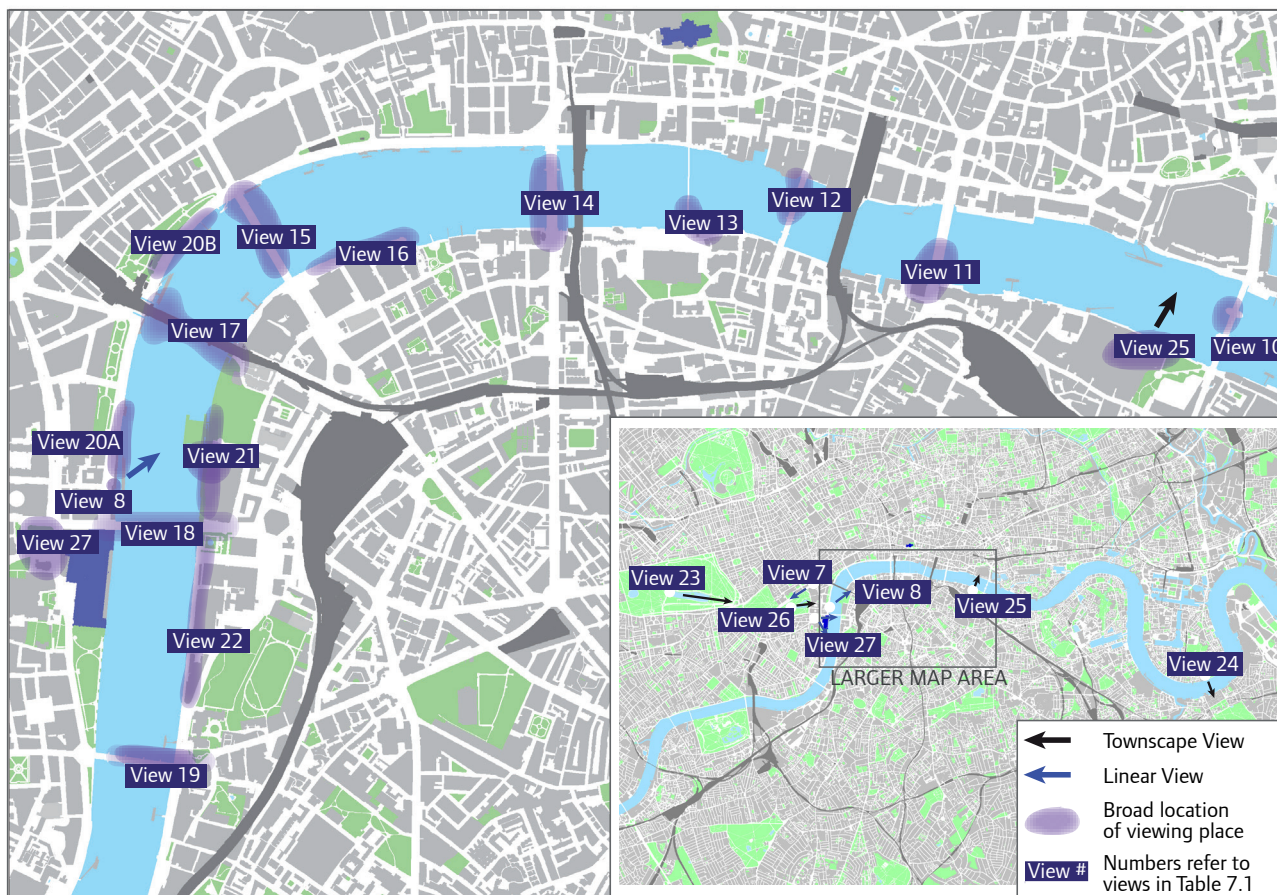 View 14
View 12
View 13
View 15
View 20B
View 16
View 11
View 17
View 25
View 10
View 20A
View 21
View 8
View 18
View 27
View 22
View 19
View 23
View 7
View 8
View 26
View 25
View 27
View 24
LARGER MAP AREA
Townscape View
Linear View
Broad location
of viewing place
View #
Numbers refer to
views in Table 7.1